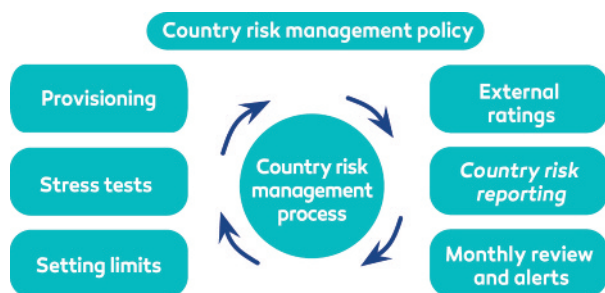 Country risk management policy
Provisioning
Stress tests
Setting limits
Country risk
management
process
External
ratings
Country risk
reporting
Monthly review
and alerts